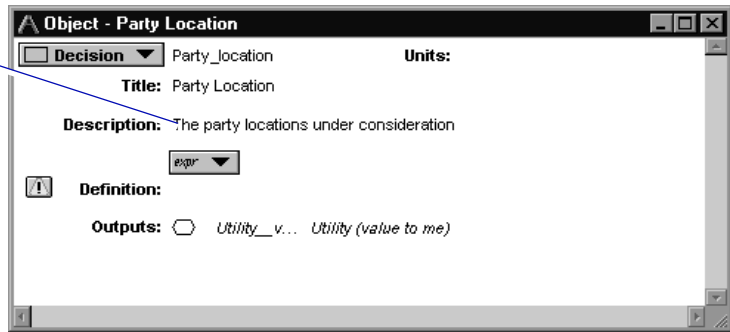 Object - Party Location
Decision Party_location Units:
Title: Party Location
Description: The party locations under consideration
expr
Definition:
Outputs: Utility__v... Utility (value to me)